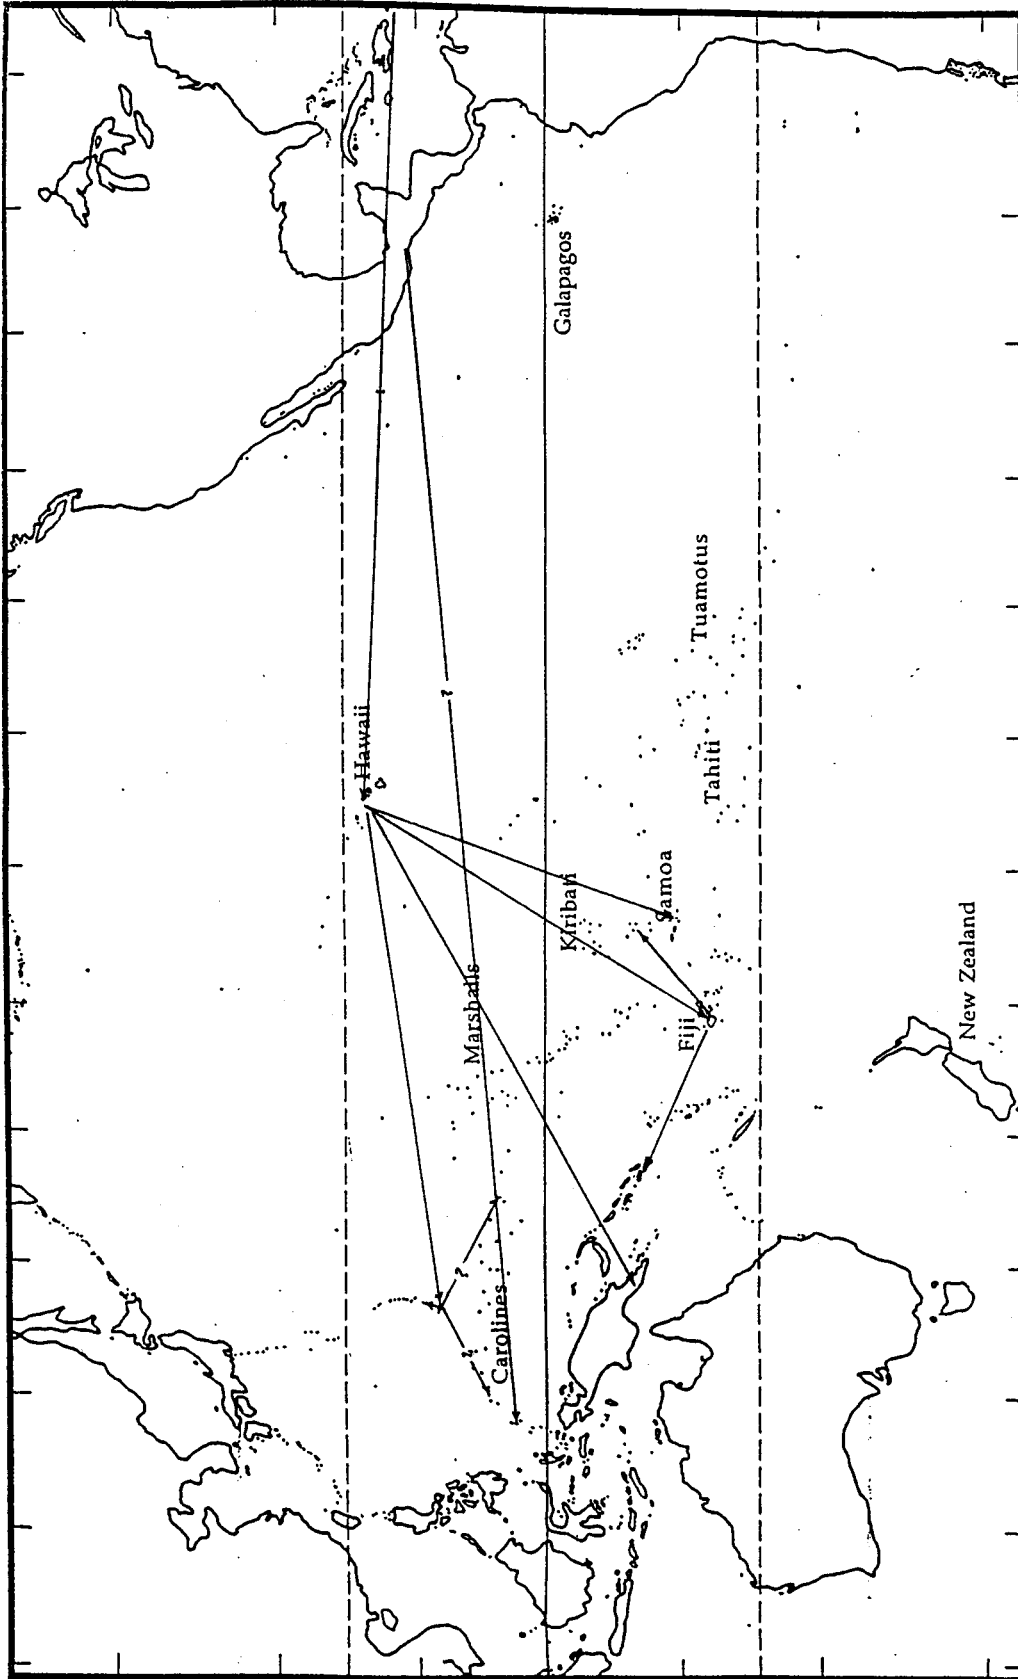 Hawaii
Galapagos
Marshalls
Kiribati
Carolines
Samoa
Tahiti
Tuamotus
Fiji
New Zealand
?
?
?